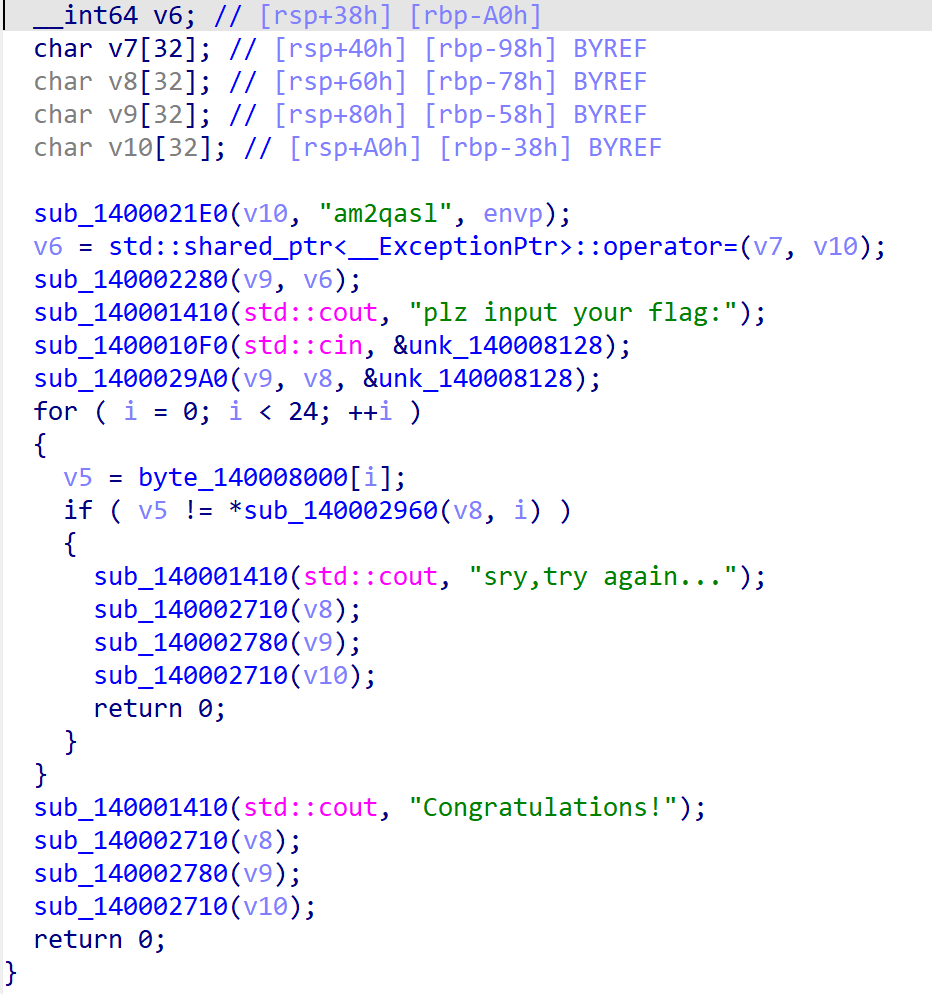 __int64 v6; // [rsp+38h] [rbp-A0h]
char v7[32]; // [rsp+40h] [rbp-98h] BYREF
char v8[32]; // [rsp+60h] [rbp-78h] BYREF
char v9[32]; // [rsp+80h] [rbp-58h] BYREF
char v10[32]; // [rsp+A0h] [rbp-38h] BYREF

sub_1400021E0(v10, "am2qasl", envp);
v6 = std::shared_ptr<__ExceptionPtr>::operator=(v7, v10);
sub_140002280(v9, v6);
sub_140001410(std::cout, "plz input your flag:");
sub_1400010F0(std::cin, &unk_140008128);
sub_1400029A0(v9, v8, &unk_140008128);
for ( i = 0; i < 24; ++i )
{
  v5 = byte_140008000[i];
  if ( v5 != *sub_140002960(v8, i) )
  {
    sub_140001410(std::cout, "sry,try again...");
    sub_140002710(v8);
    sub_140002780(v9);
    sub_140002710(v10);
    return 0;
  }
}
sub_140001410(std::cout, "Congratulations!");
sub_140002710(v8);
sub_140002780(v9);
sub_140002710(v10);
return 0;
}